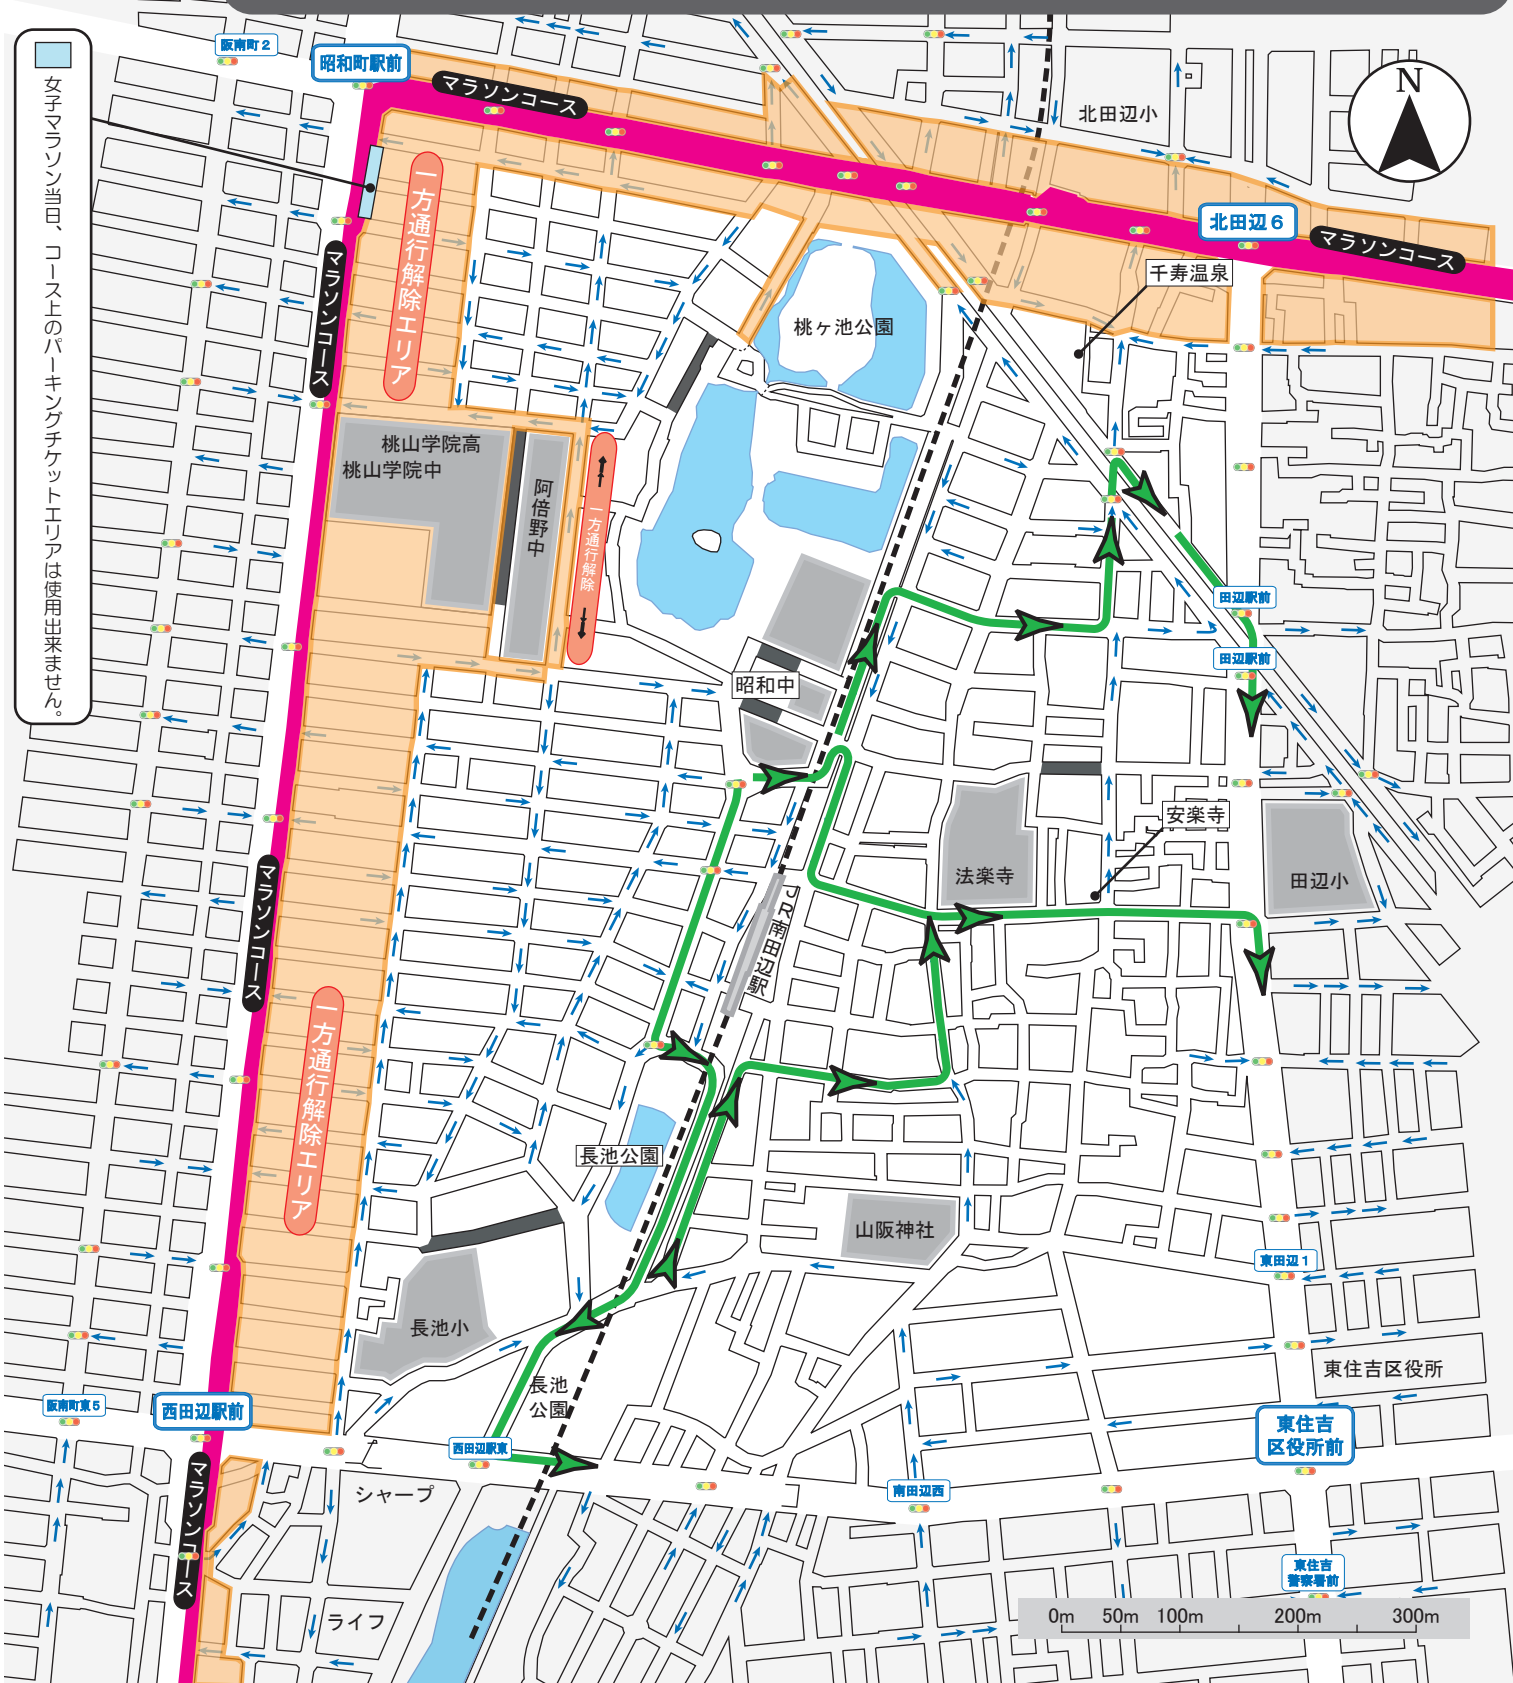 阪南町２
昭和町駅前
マラソンコース
北田辺小
N
女子マラソン当日、コース上のパーキングチケットエリアは使用出来ません。
一方通行解除エリア
北田辺６
マラソンコース
マラソンコース
千寿温泉
桃ヶ池公園
桃山学院高
桃山学院中
阿倍野中
一方通行解除
田辺駅前
田辺駅前
昭和中
安楽寺
法楽寺
田辺小
マラソンコース
ＪＲ南田辺駅
一方通行解除エリア
長池公園
山阪神社
東田辺１
長池小
東住吉区役所
長池
公園
阪南町東５
西田辺駅前
西田辺駅東
東住吉
区役所前
マラソンコース
シャープ
南田辺西
東住吉
警察署前
ライフ
0m 50m 100m 200m 300m